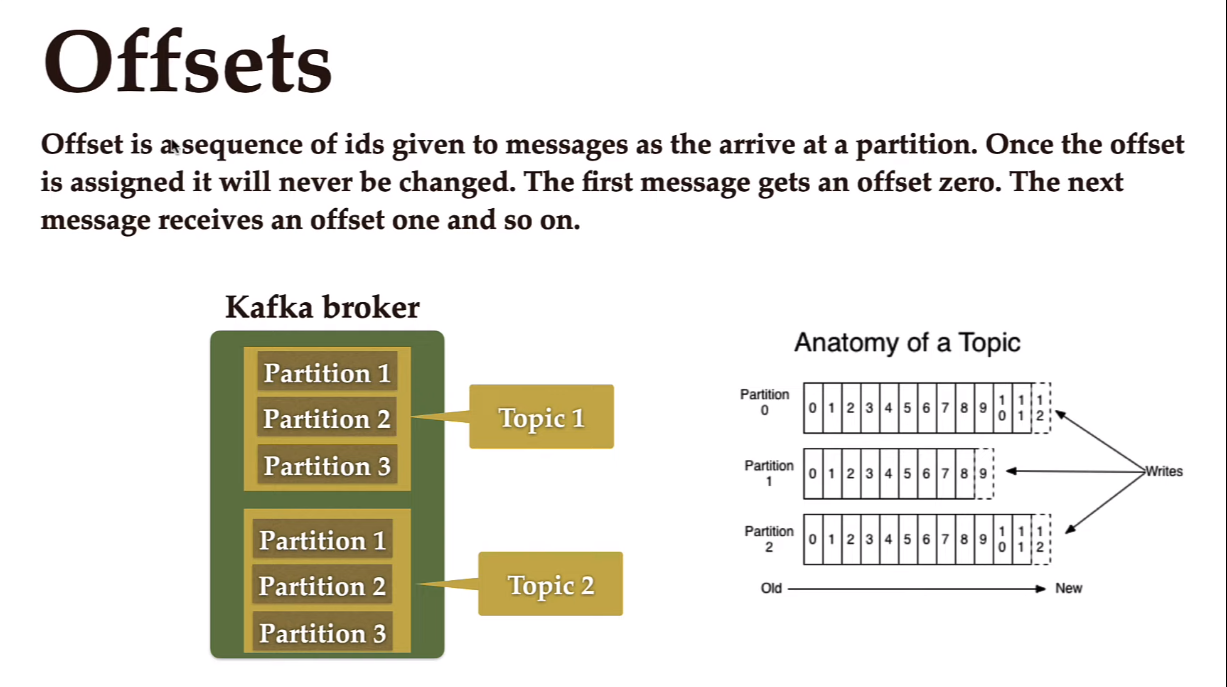 Offsets
Offset is a sequence of ids given to messages as the arrive at a partition. Once the offset
is assigned it will never be changed. The first message gets an offset zero. The next
message receives an offset one and so on.
Kafka broker
Partition 1
Partition 2
Partition 3
Topic 1
Partition 1
Partition 2
Partition 3
Topic 2
Anatomy of a Topic
Partition
0
0 1 2 3 4 5 6 7 8 9 10 11 12
Partition
1
0 1 2 3 4 5 6 7 8 9
Partition
2
0 1 2 3 4 5 6 7 8 9 10 11 12
Writes
Old
New